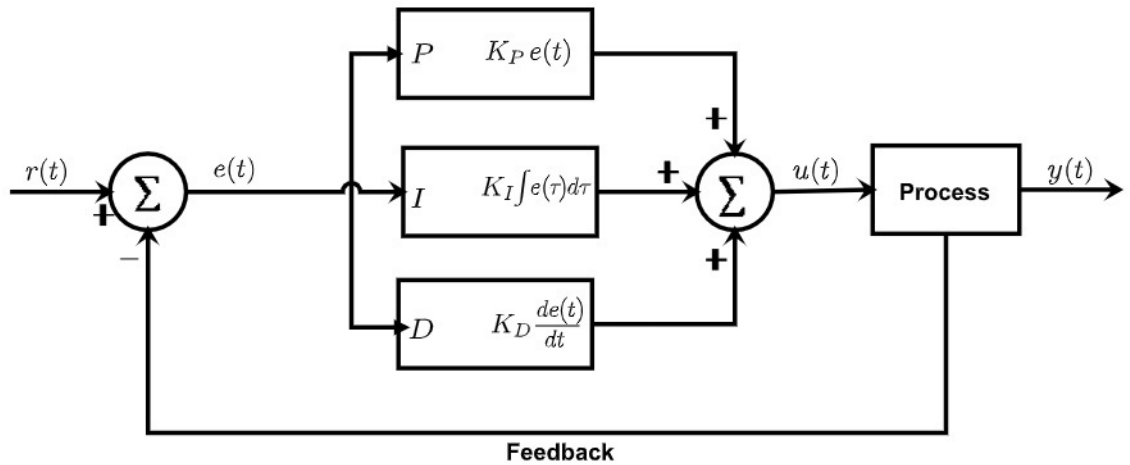 P K_P e(t)
+
r(t)
+
Σ
−
e(t)
I K_I ∫ e(τ)dτ
+
Σ
u(t)
Process
y(t)
D K_D de(t)/dt
+
Feedback